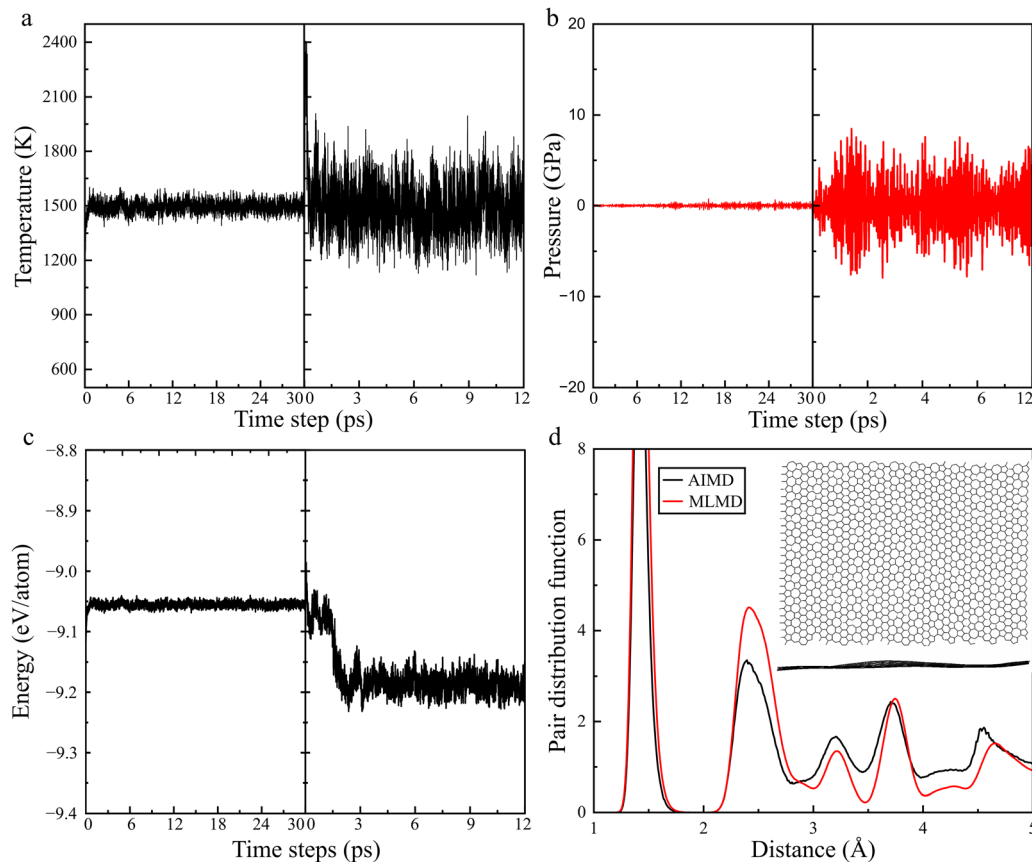 a
2400
2100
1800
1500
1200
900
600
Temperature (K)
0 6 12 18 24 30 0 3 6 9 12
Time step (ps)
b
20
10
0
−10
−20
Pressure (GPa)
0 6 12 18 24 30 0 2 4 6 12
Time step (ps)
c
−8.8
−8.9
−9.0
−9.1
−9.2
−9.3
−9.4
Energy (eV/atom)
0 6 12 18 24 30 0 3 6 9 12
Time steps (ps)
d
8
6
4
2
0
Pair distribution function
AIMD
MLMD
1 2 3 4 5
Distance (Å)